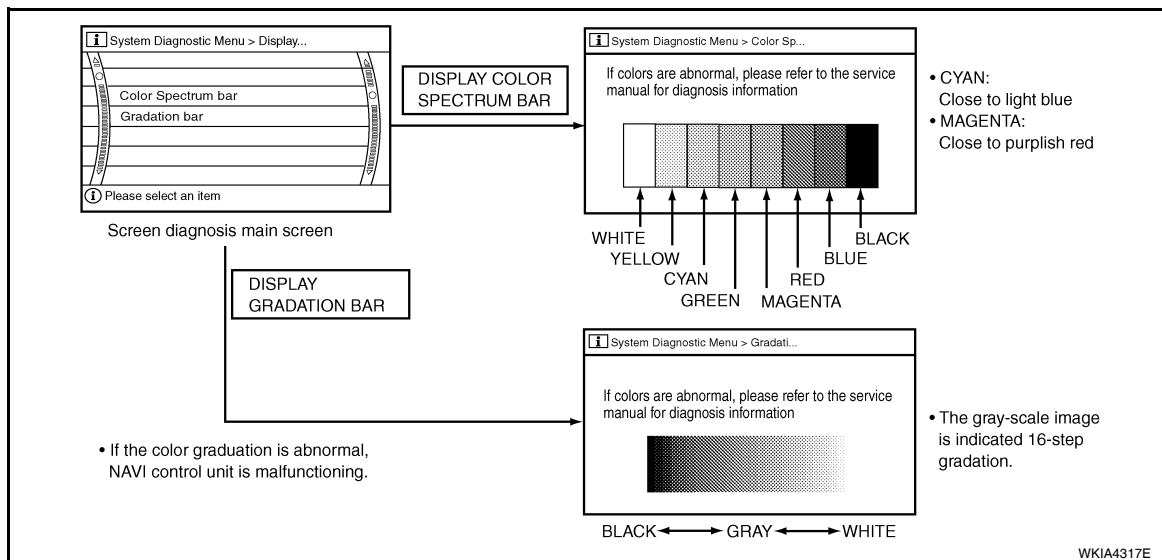 i System Diagnostic Menu > Display...
Color Spectrum bar
Gradation bar
i Please select an item
Screen diagnosis main screen
DISPLAY COLOR
SPECTRUM BAR
i System Diagnostic Menu > Color Sp...
If colors are abnormal, please refer to the service
manual for diagnosis information
WHITE
YELLOW
CYAN
GREEN
MAGENTA
RED
BLUE
BLACK
• CYAN:
Close to light blue
• MAGENTA:
Close to purplish red
DISPLAY
GRADATION BAR
• If the color graduation is abnormal,
NAVI control unit is malfunctioning.
i System Diagnostic Menu > Gradati...
If colors are abnormal, please refer to the service
manual for diagnosis information
BLACK GRAY WHITE
• The gray-scale image
is indicated 16-step
gradation.
WKIA4317E